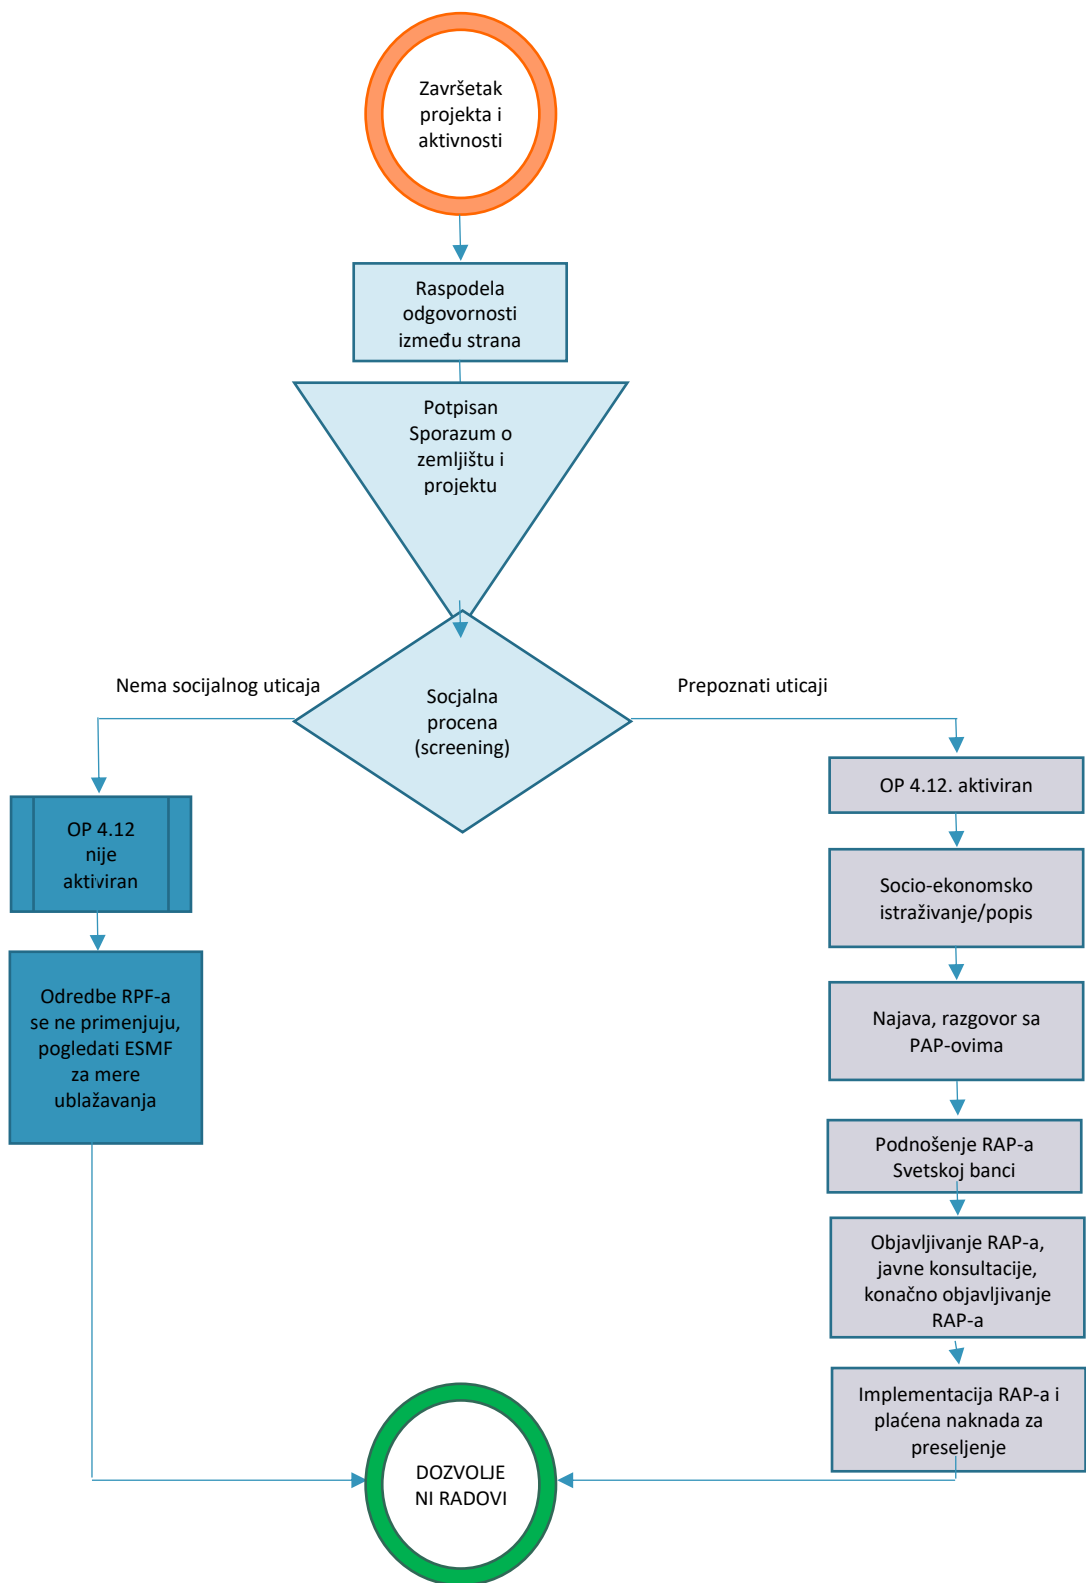 Završetak
projekta i
aktivnosti
Raspodela
odgovornosti
između strana
Potpisan
Sporazum o
zemljištu i
projektu
Nema socijalnog uticaja
Socjalna
procena
(screening)
Prepoznati uticaji
OP 4.12
nije
aktiviran
Odredbe RPF-a
se ne primenjuju,
pogledati ESMF
za mere
ublažavanja
OP 4.12. aktiviran
Socio-ekonomsko
istraživanje/popis
Najava, razgovor sa
PAP-ovima
Podnošenje RAP-a
Svetskoj banci
Objavljivanje RAP-a,
javne konsultacije,
konačno objavljivanje
RAP-a
Implementacija RAP-a i
plaćena naknada za
preseljenje
DOZVOLJE
NI RADOVI